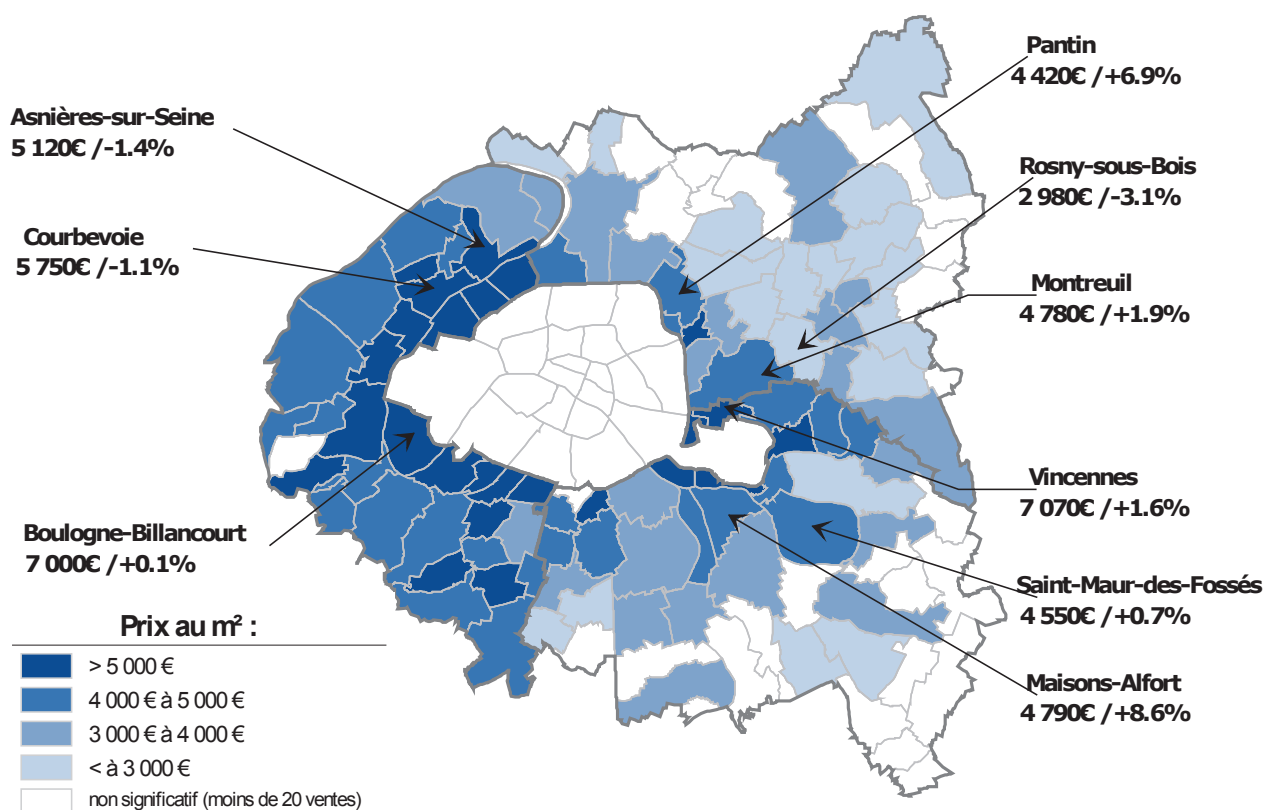 Pantin
4 420€ /+6.9%
Asnières-sur-Seine
5 120€ /-1.4%
Rosny-sous-Bois
2 980€ /-3.1%
Courbevoie
5 750€ /-1.1%
Montreuil
4 780€ /+1.9%
Vincennes
7 070€ /+1.6%
Boulogne-Billancourt
7 000€ /+0.1%
Saint-Maur-des-Fossés
4 550€ /+0.7%
Maisons-Alfort
4 790€ /+8.6%
Prix au m² :
> 5 000 €
4 000 € à 5 000 €
3 000 € à 4 000 €
< à 3 000 €
non significatif (moins de 20 ventes)